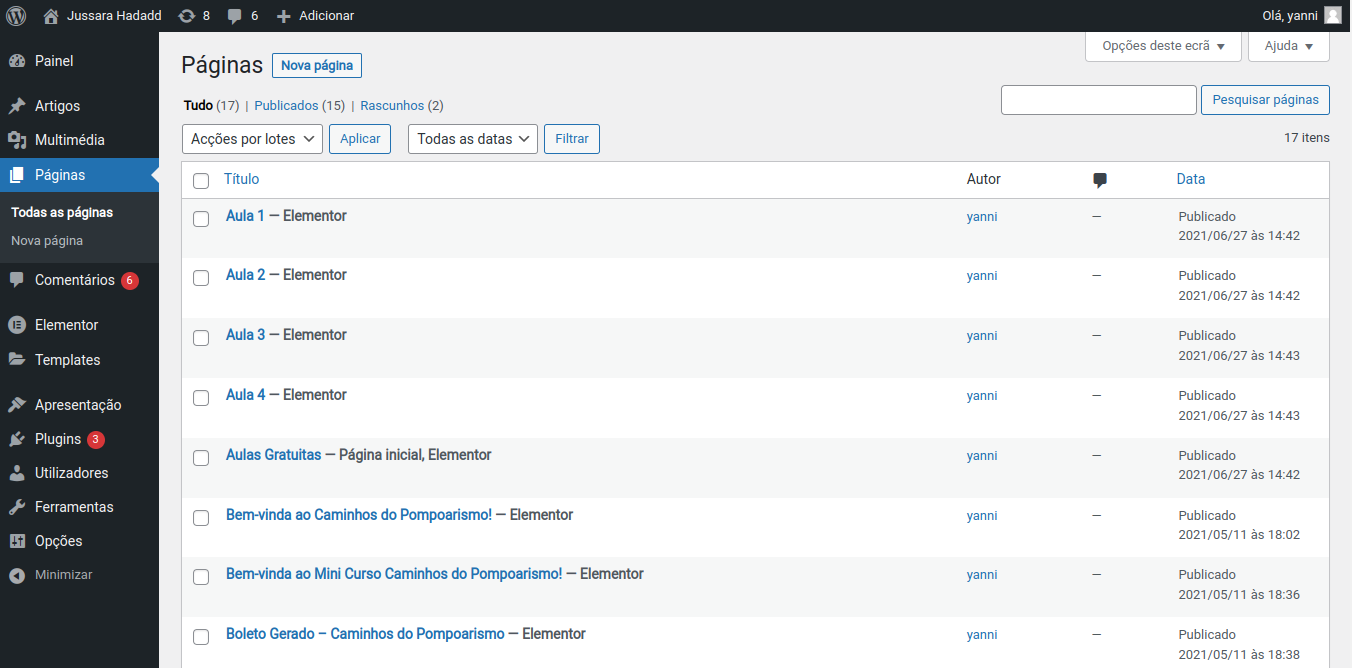 Jussara Hadadd 8 6 Adicionar Olá, yanni
Painel
Artigos
Multimédia
Páginas
Todas as páginas
Nova página
Comentários 6
Elementor
Templates
Apresentação
Plugins 3
Utilizadores
Ferramentas
Opções
Minimizar
Opções deste ecrã Ajuda
Páginas Nova página
Tudo (17) | Publicados (15) | Rascunhos (2)
Pesquisar páginas
Acções por lotes Aplicar Todas as datas Filtrar 17 itens
Título Autor Data
Aula 1 — Elementor yanni — Publicado
2021/06/27 às 14:42
Aula 2 — Elementor yanni — Publicado
2021/06/27 às 14:42
Aula 3 — Elementor yanni — Publicado
2021/06/27 às 14:43
Aula 4 — Elementor yanni — Publicado
2021/06/27 às 14:43
Aulas Gratuitas — Página inicial, Elementor yanni — Publicado
2021/06/27 às 14:42
Bem-vinda ao Caminhos do Pompoarismo! — Elementor yanni — Publicado
2021/05/11 às 18:02
Bem-vinda ao Mini Curso Caminhos do Pompoarismo! — Elementor yanni — Publicado
2021/05/11 às 18:36
Boleto Gerado – Caminhos do Pompoarismo — Elementor yanni — Publicado
2021/05/11 às 18:38